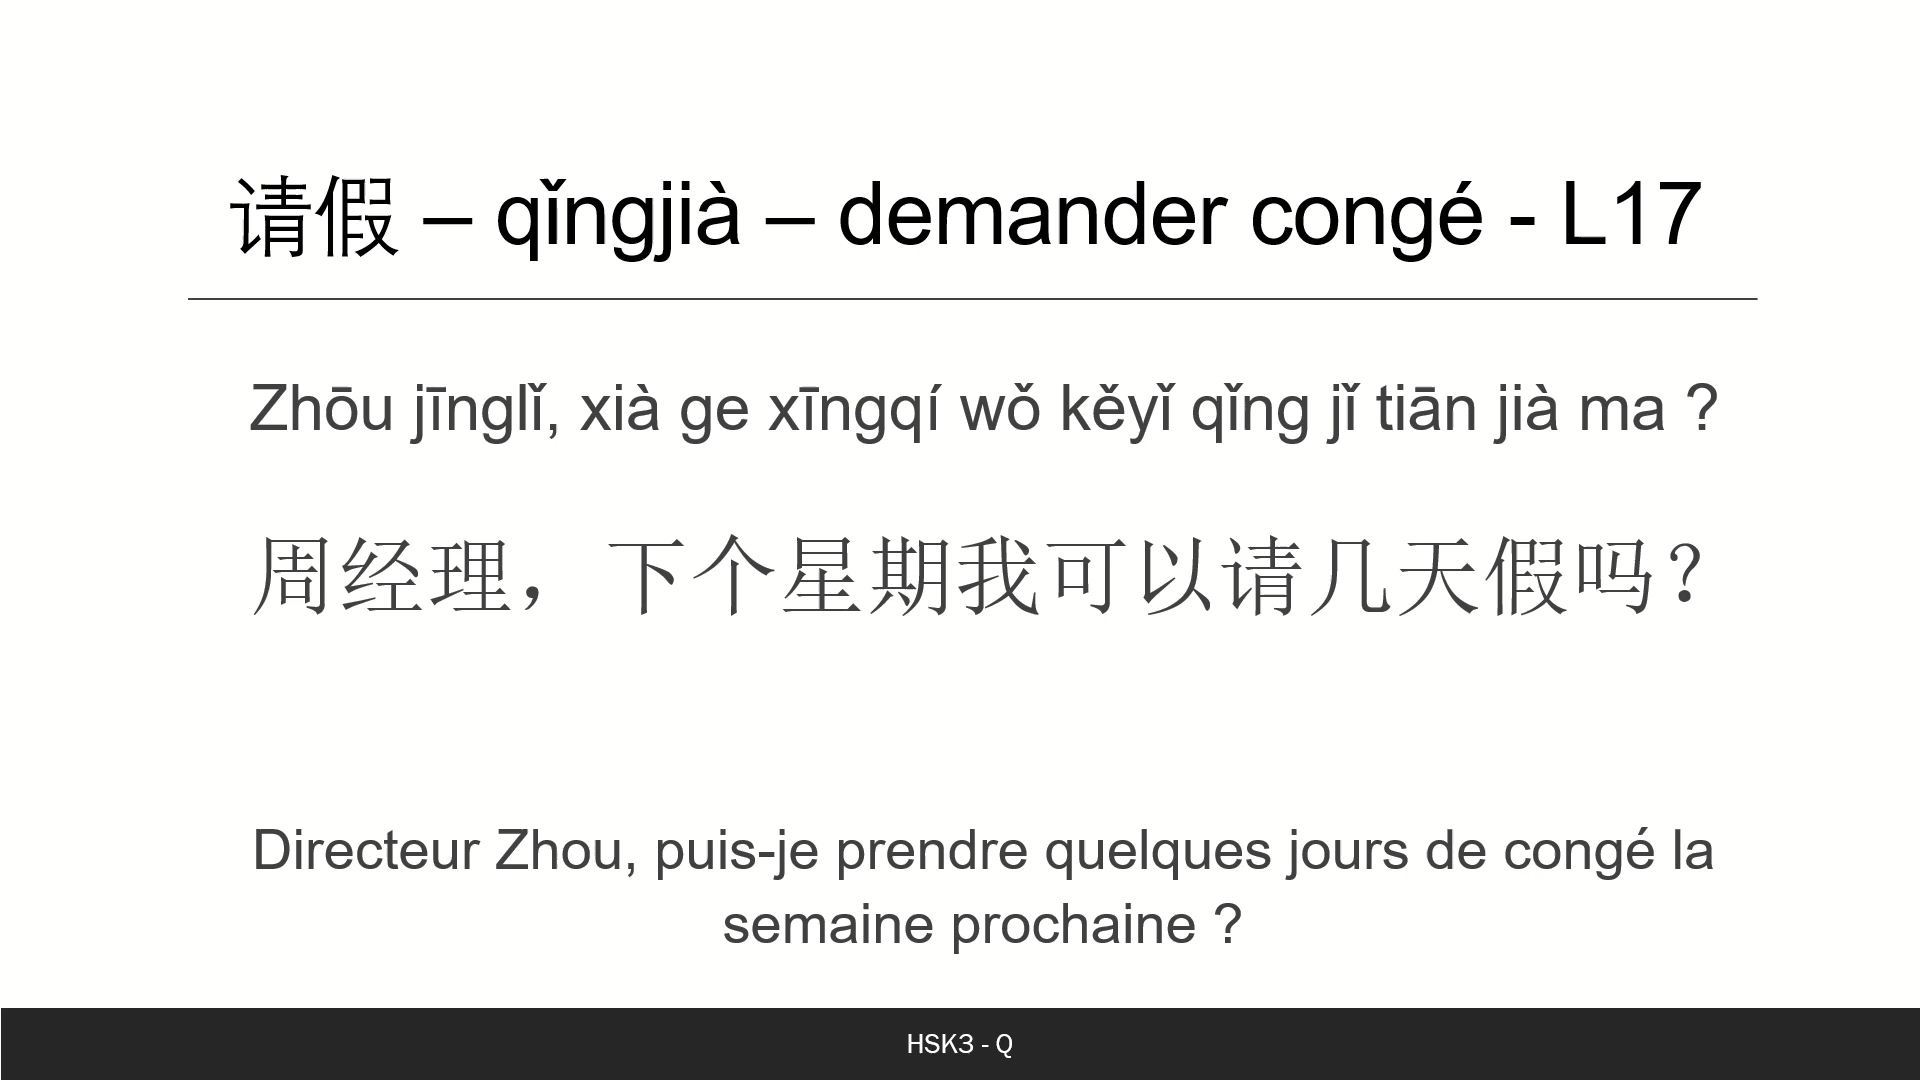 请假 – qǐngjià – demander congé - L17
Zhōu jīnglǐ, xià ge xīngqí wǒ kěyǐ qǐng jǐ tiān jià ma ?
周经理，下个星期我可以请几天假吗？
Directeur Zhou, puis-je prendre quelques jours de congé la
semaine prochaine ?
HSK3 - Q